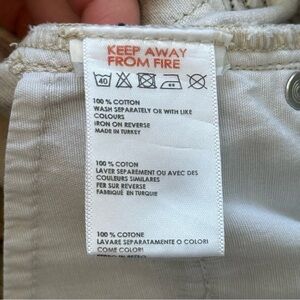 KEEP AWAY
FROM FIRE
40
100 % COTTON
WASH SEPARATELY OR WITH LIKE
COLOURS
IRON ON REVERSE
MADE IN TURKEY
100 % COTON
LAVER SEPAREMENT OU AVEC DES
COULEURS SIMILAIRES
FER SUR REVERSE
FABRIQUÉ EN TURQUIE
100 % COTONE
LAVARE SEPARATAMENTE O COLORI
COME COLORI